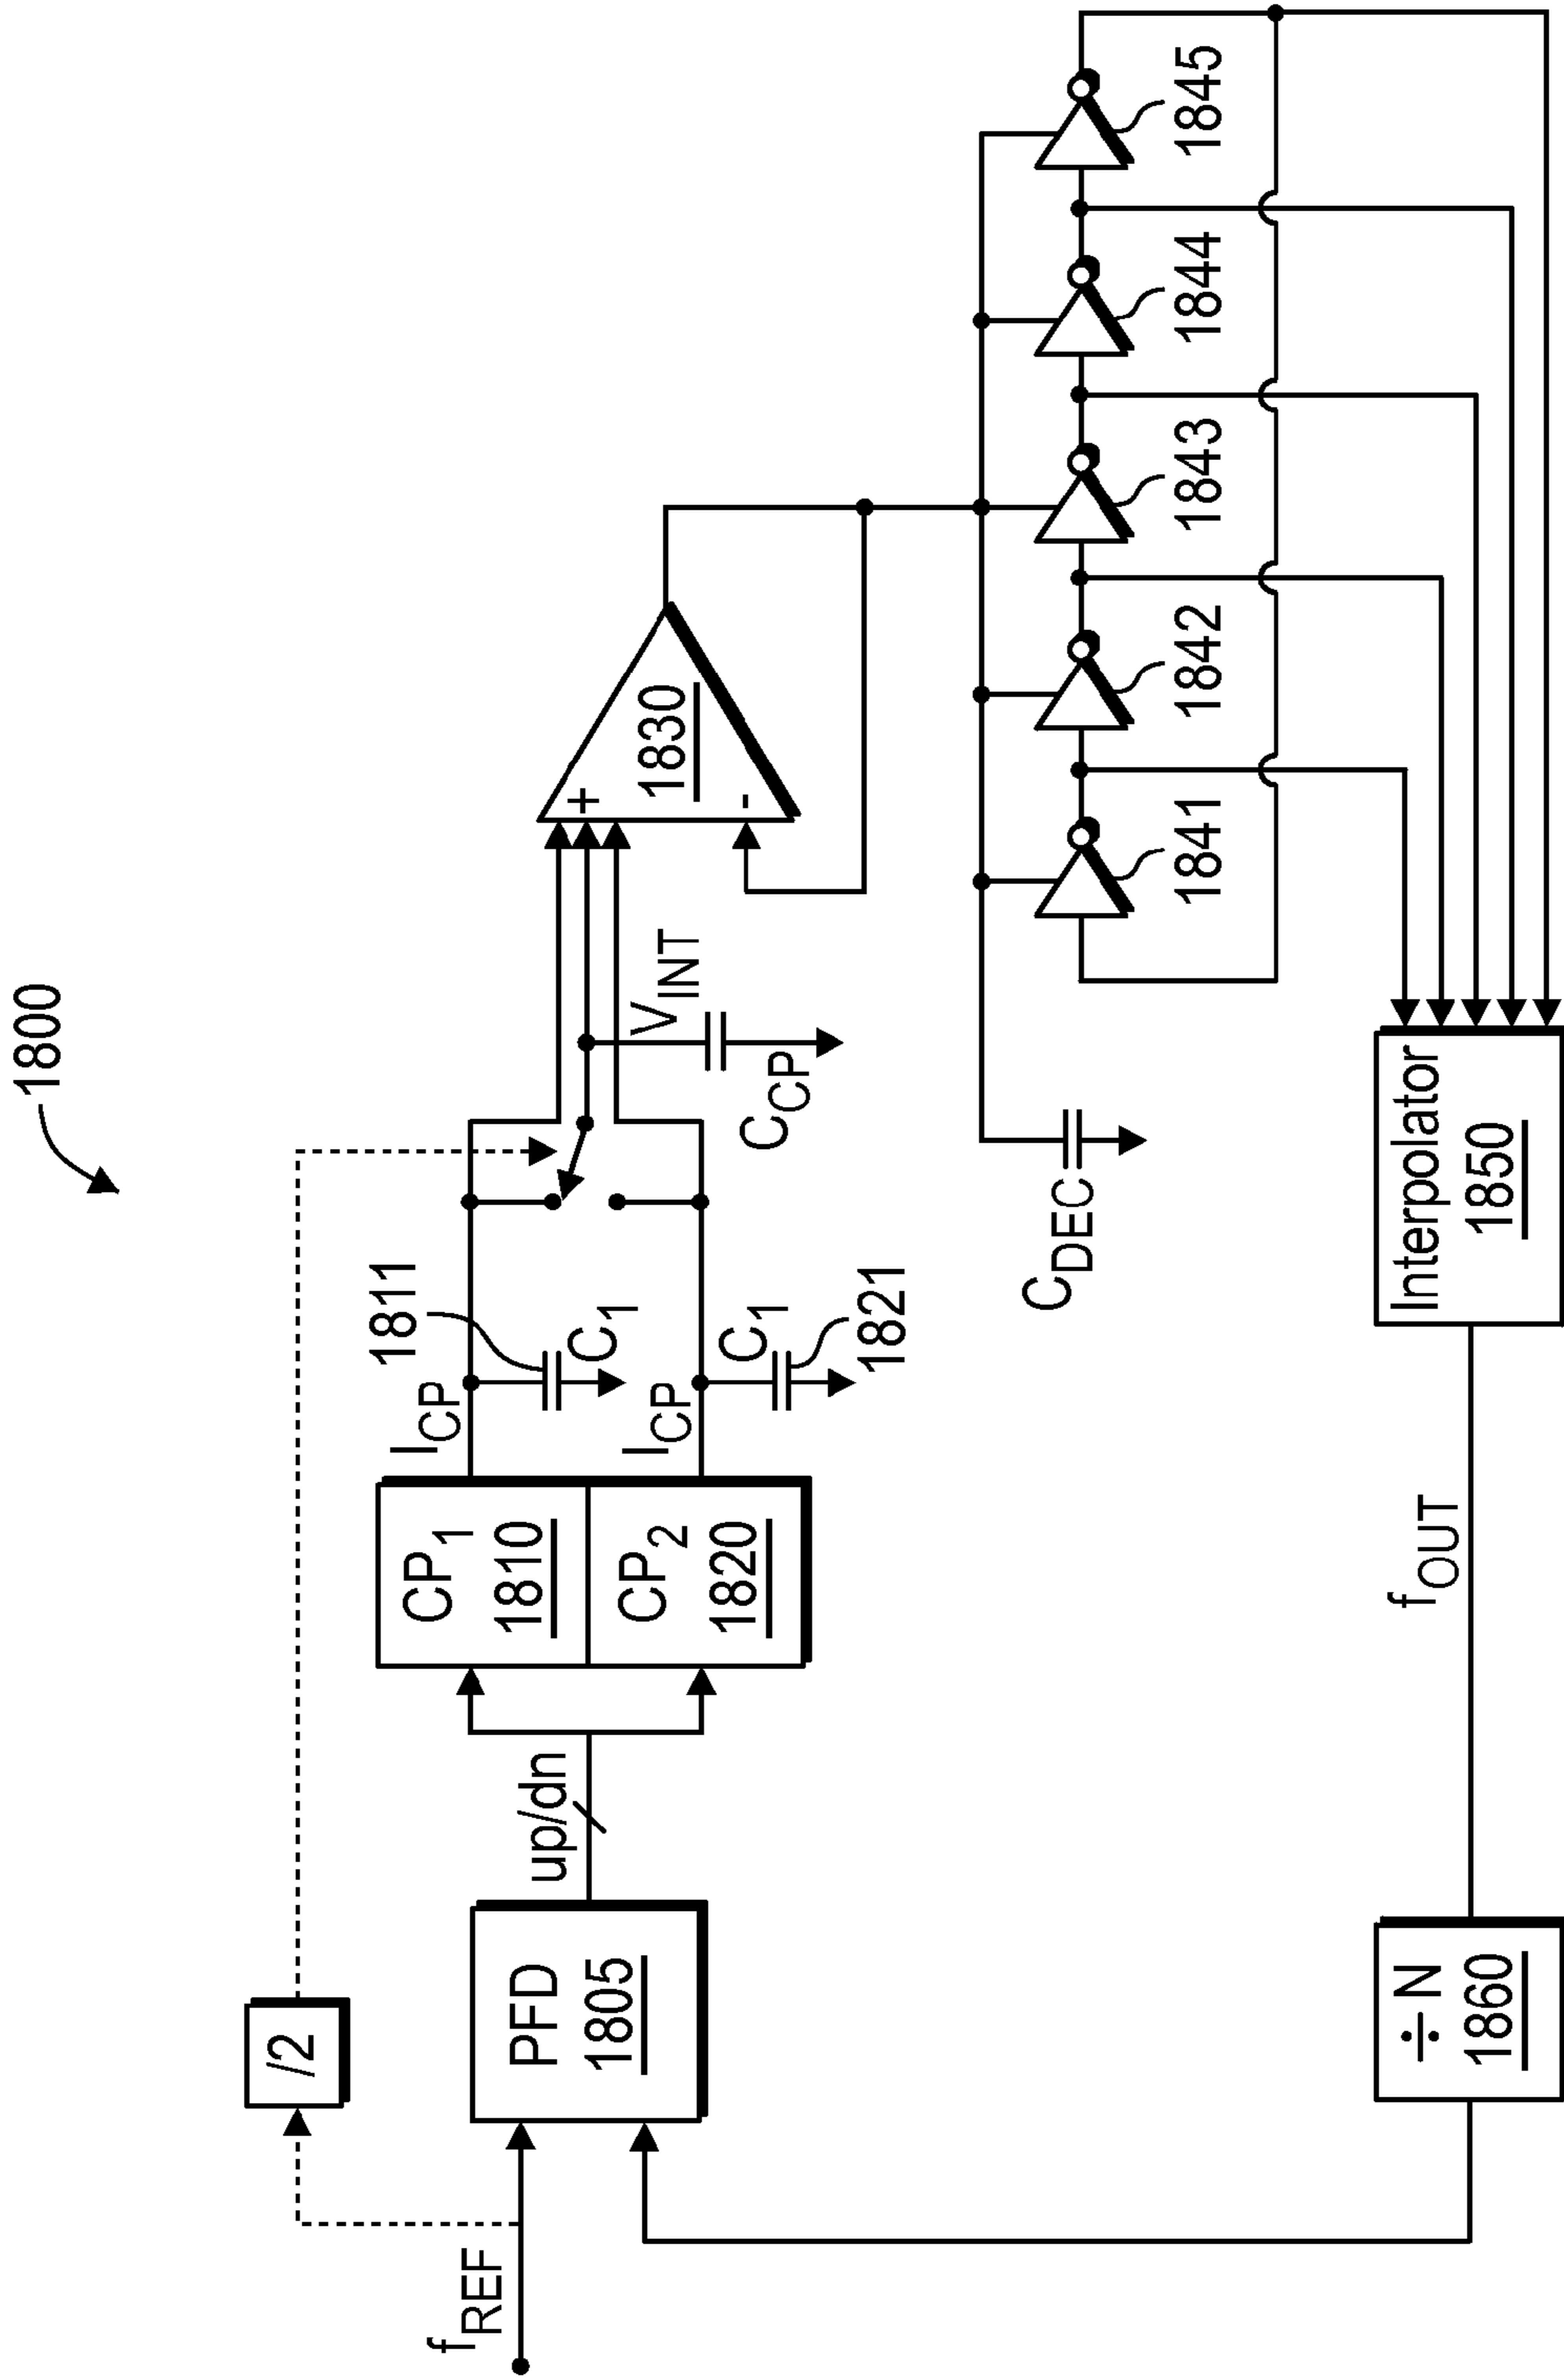 1800
f_REF
/2
PFD
1805
up/dn
CP_1
1810
CP_2
1820
I_CP
I_CP
1811
C_1
C_1
1821
V_INT
C_CP
+
-
1830
C_DEC
1841
1842
1843
1844
1845
Interpolator
1850
f_OUT
÷N
1860